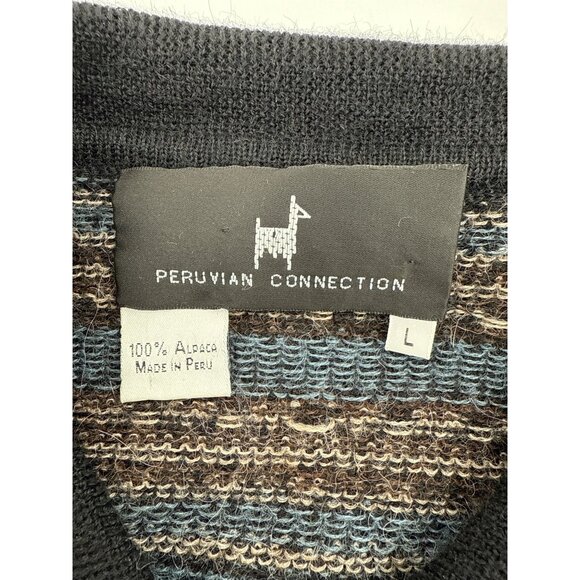 PERUVIAN CONNECTION
L
100% ALPACA
MADE IN PERU